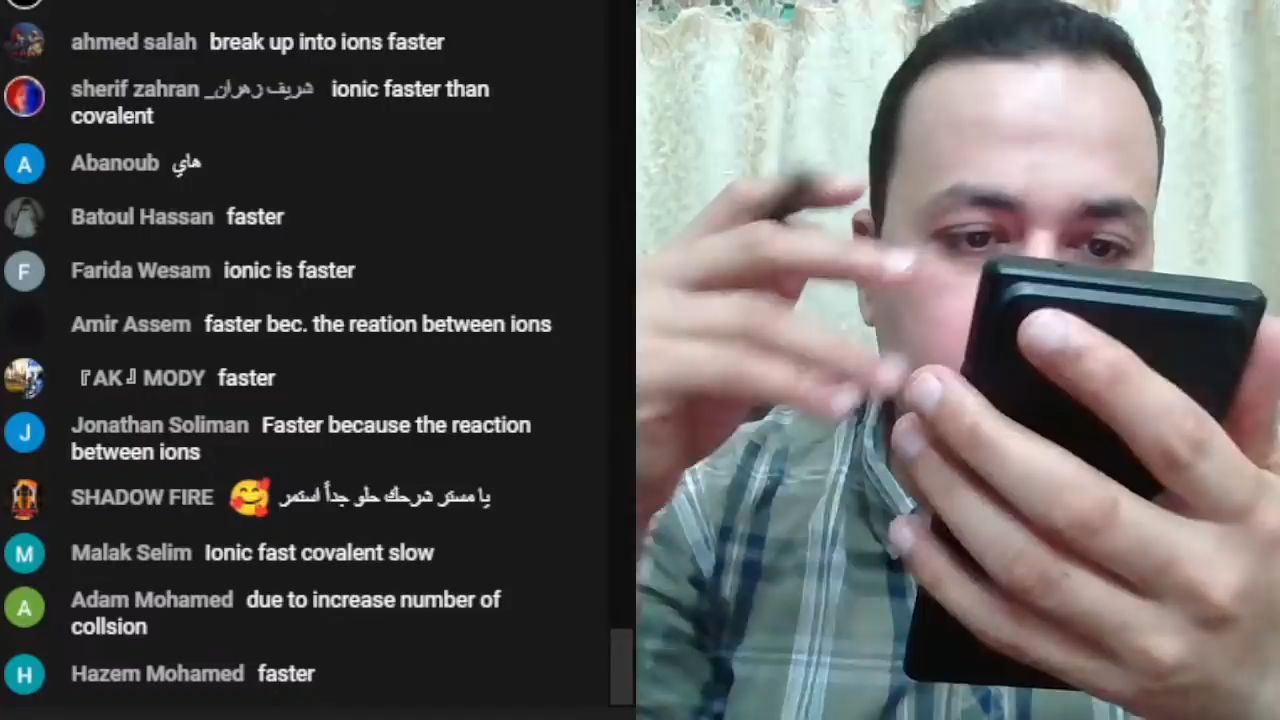 ahmed salah break up into ions faster
sherif zahran _شريف زهران ionic faster than
covalent
A Abanoub هاي
Batoul Hassan faster
F Farida Wesam ionic is faster
Amir Assem faster bec. the reation between ions
『AK』MODY faster
J Jonathan Soliman Faster because the reaction
between ions
SHADOW FIRE 🥰 يا مستر شرحك حلو جداً استمر
M Malak Selim Ionic fast covalent slow
A Adam Mohamed due to increase number of
collsion
H Hazem Mohamed faster